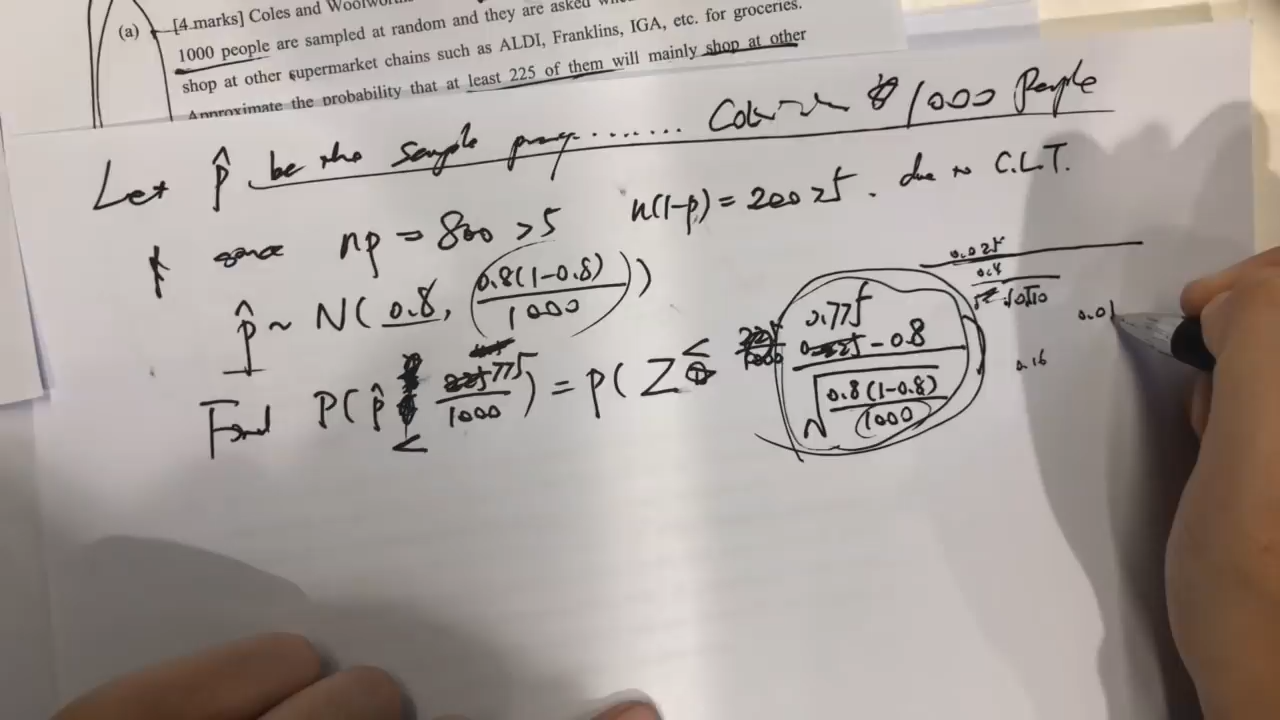 (a) [4 marks] Coles and Woolwor
1000 people are sampled at random and they are asked
shop at other supermarket chains such as ALDI, Franklins, IGA, etc. for groceries.
Approximate the probability that at least 225 of them will mainly shop at other
Let p̂ be the sample ........ 1000 People
since np = 800 > 5 n(1-p) = 200 > 5. due to C.L.T.
p̂ ~ N(0.8, (0.8(1-0.8)/1000))
Find P(p̂ < 775/1000) = P(Z < (0.775 - 0.8)/√(0.8(1-0.8)/1000))
0.025
0.4
10√10
0.01
0.16